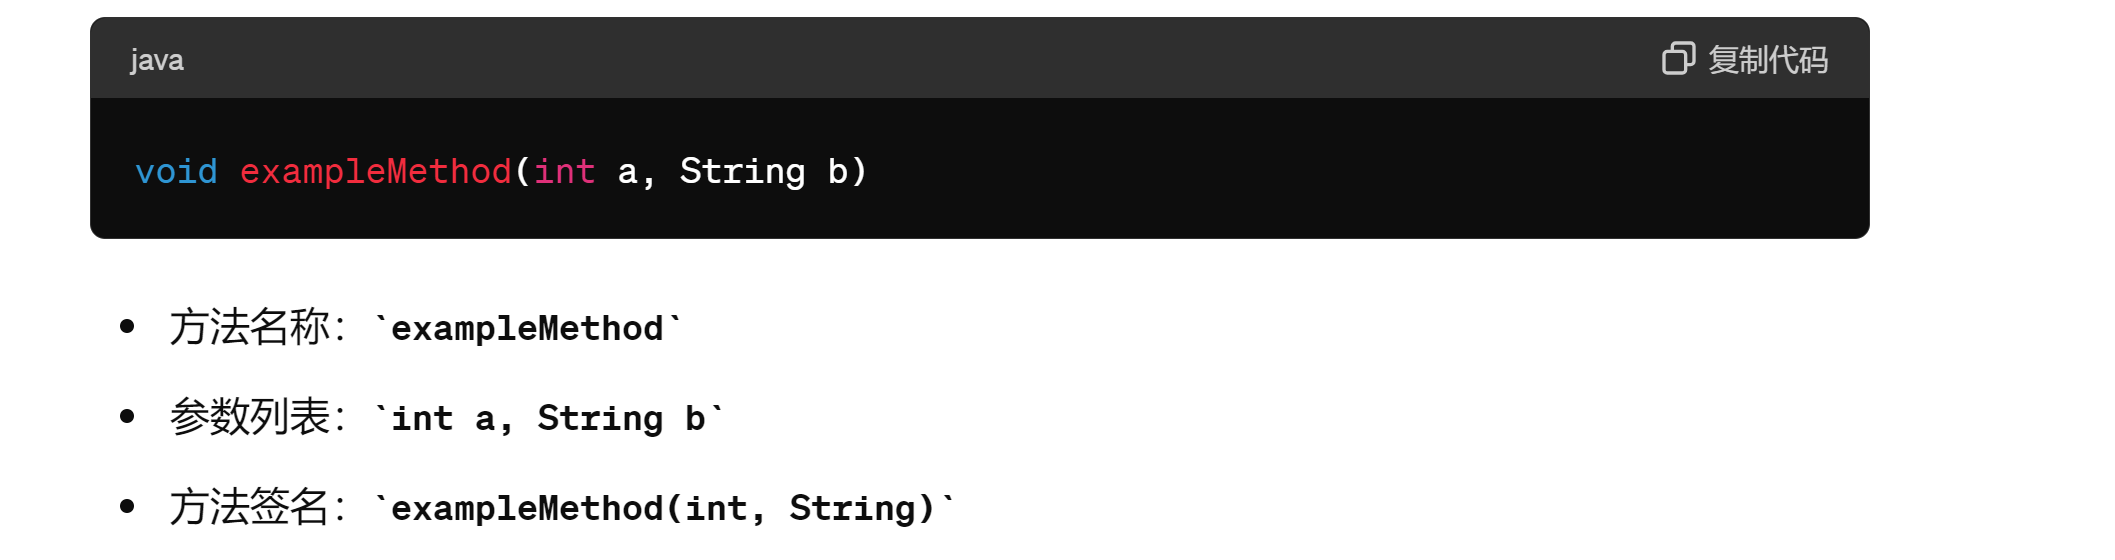 java
复制代码
void exampleMethod(int a, String b)
• 方法名称：`exampleMethod`
• 参数列表：`int a, String b`
• 方法签名：`exampleMethod(int, String)`